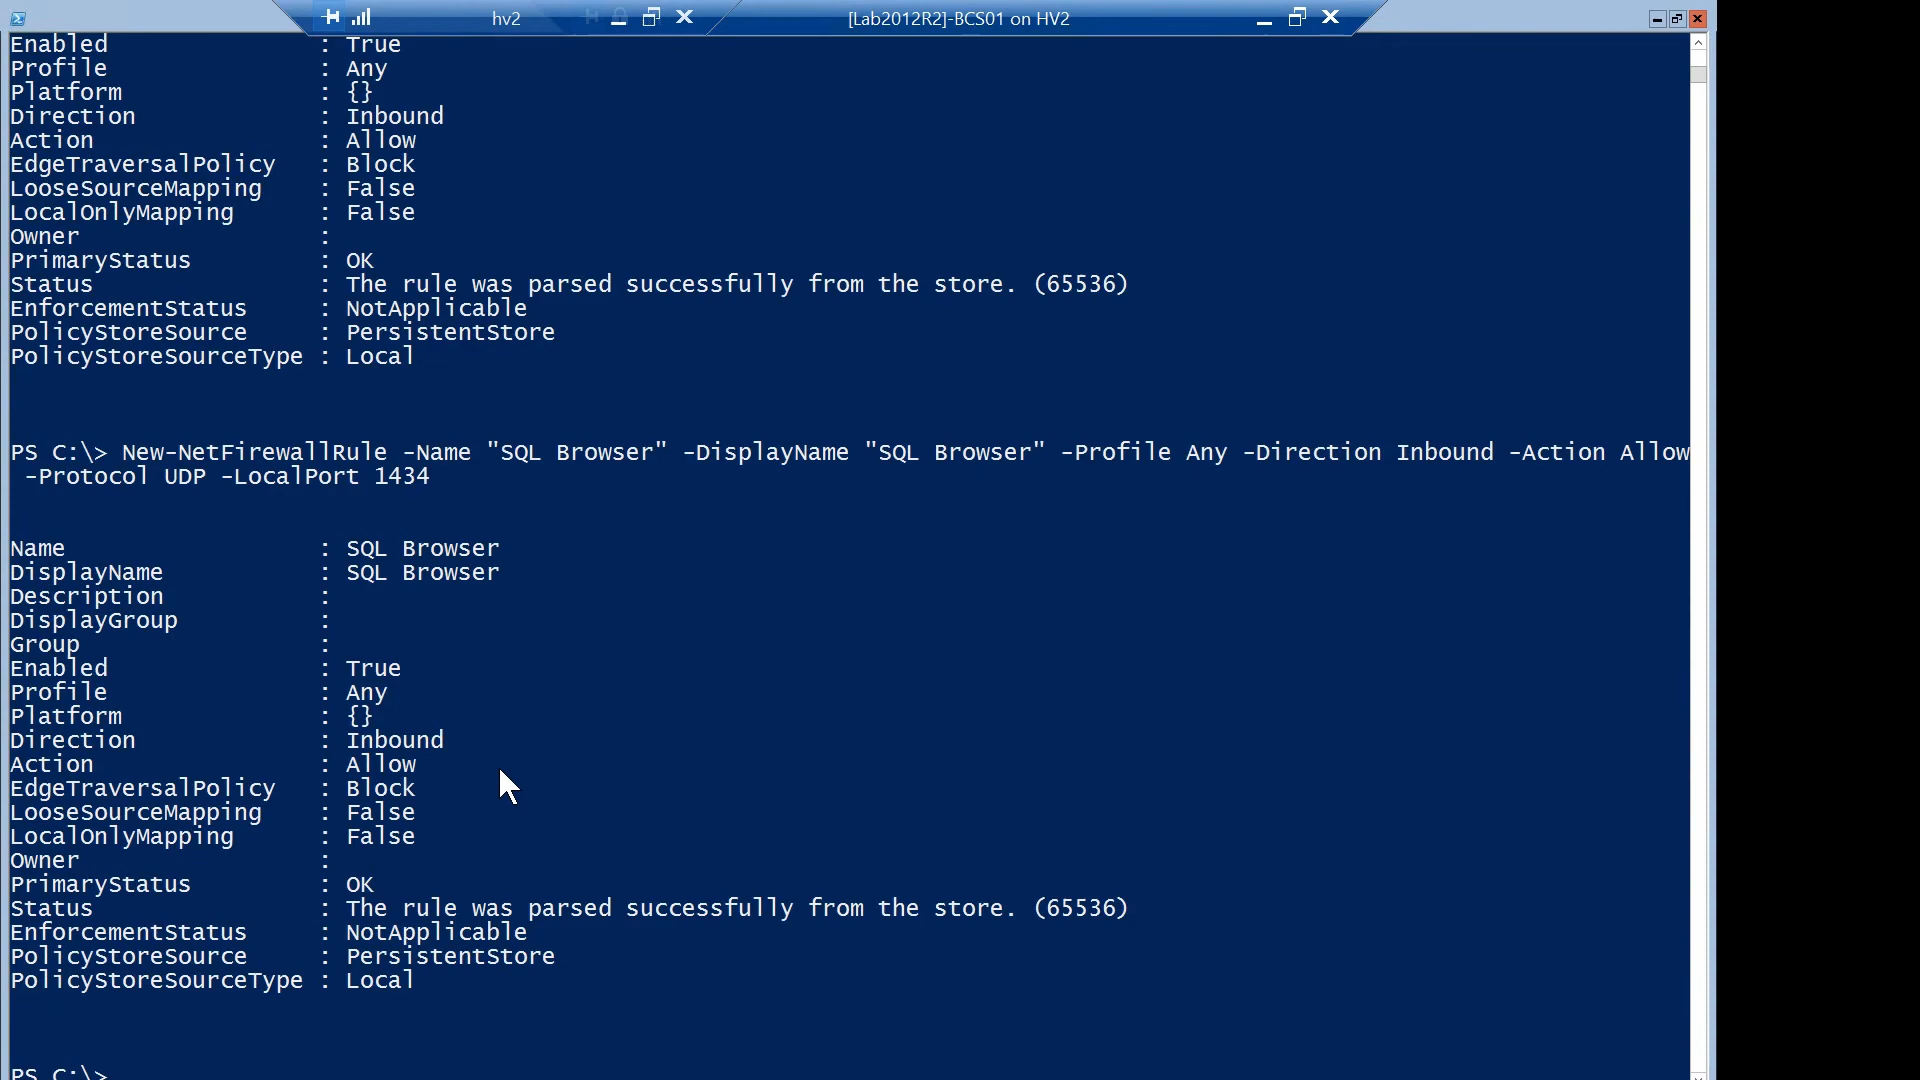 hv2
[Lab2012R2]-BCS01 on HV2
Enabled : True
Profile : Any
Platform : {}
Direction : Inbound
Action : Allow
EdgeTraversalPolicy : Block
LooseSourceMapping : False
LocalOnlyMapping : False
Owner :
PrimaryStatus : OK
Status : The rule was parsed successfully from the store. (65536)
EnforcementStatus : NotApplicable
PolicyStoreSource : PersistentStore
PolicyStoreSourceType : Local
PS C:\> New-NetFirewallRule -Name "SQL Browser" -DisplayName "SQL Browser" -Profile Any -Direction Inbound -Action Allow
-Protocol UDP -LocalPort 1434
Name : SQL Browser
DisplayName : SQL Browser
Description :
DisplayGroup :
Group :
Enabled : True
Profile : Any
Platform : {}
Direction : Inbound
Action : Allow
EdgeTraversalPolicy : Block
LooseSourceMapping : False
LocalOnlyMapping : False
Owner :
PrimaryStatus : OK
Status : The rule was parsed successfully from the store. (65536)
EnforcementStatus : NotApplicable
PolicyStoreSource : PersistentStore
PolicyStoreSourceType : Local
PS C:\>